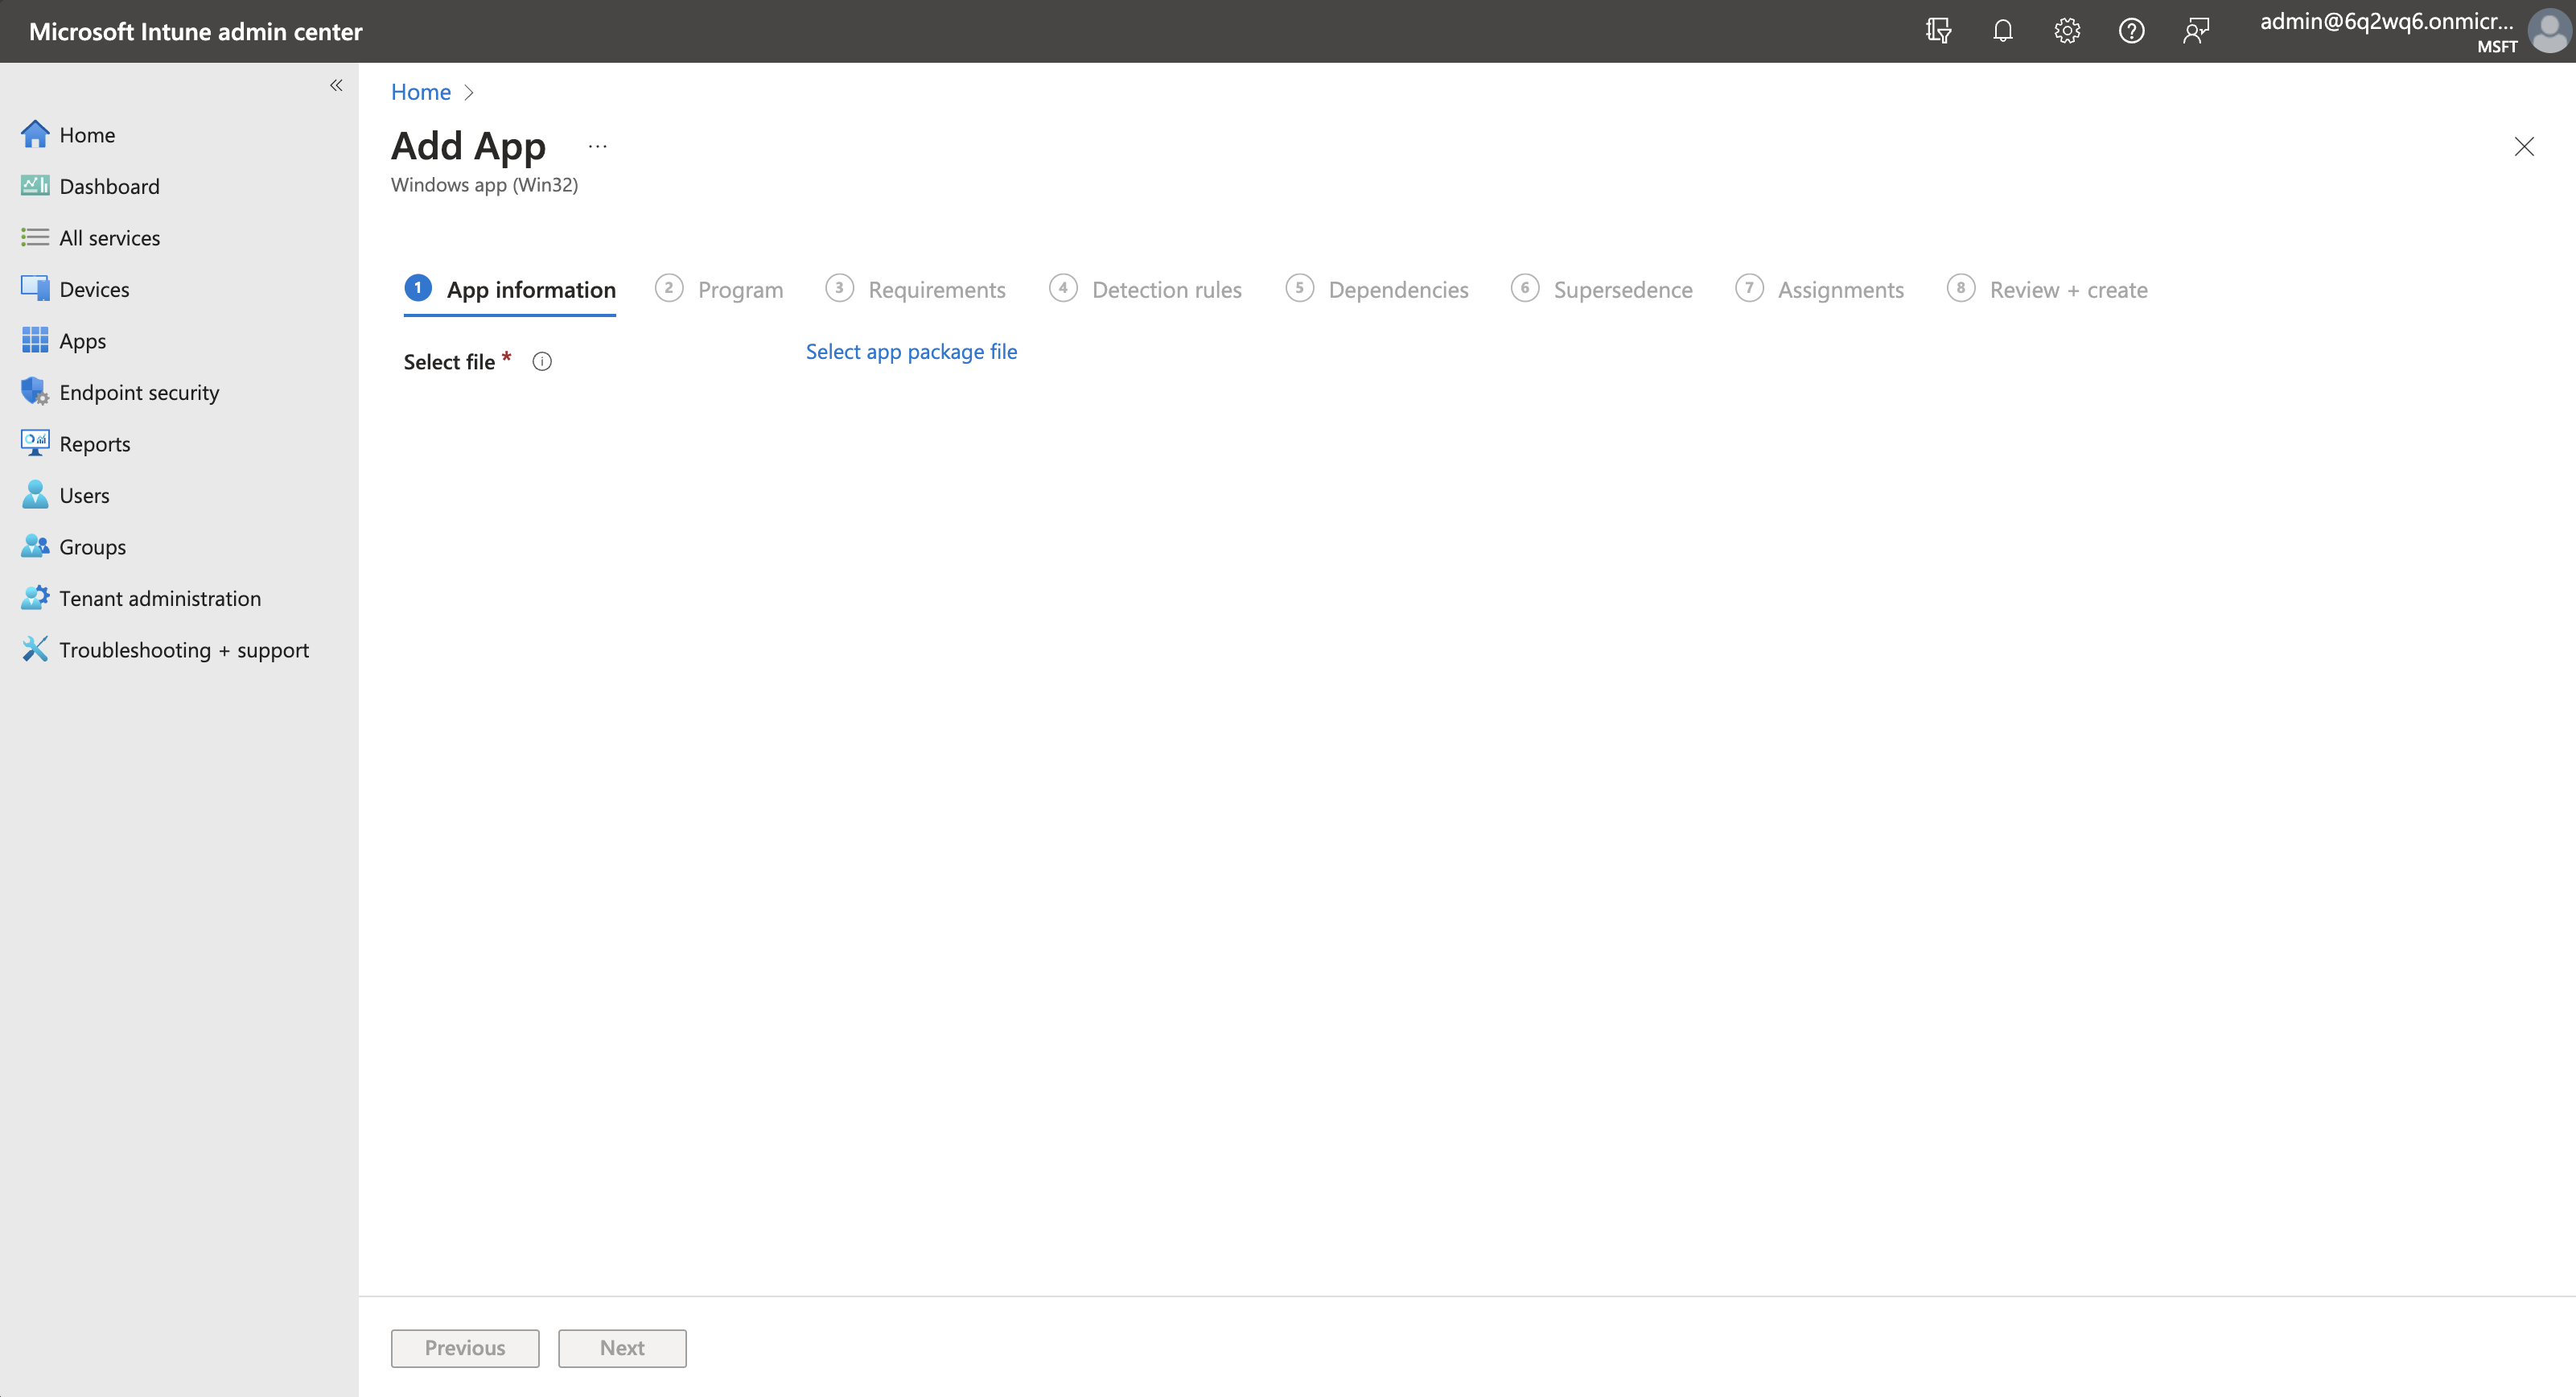 Microsoft Intune admin center
admin@6q2wq6.onmicr...
MSFT
Home
Dashboard
All services
Devices
Apps
Endpoint security
Reports
Users
Groups
Tenant administration
Troubleshooting + support
Home
Add App
Windows app (Win32)
1 App information
2 Program
3 Requirements
4 Detection rules
5 Dependencies
6 Supersedence
7 Assignments
8 Review + create
Select file *
Select app package file
Previous
Next